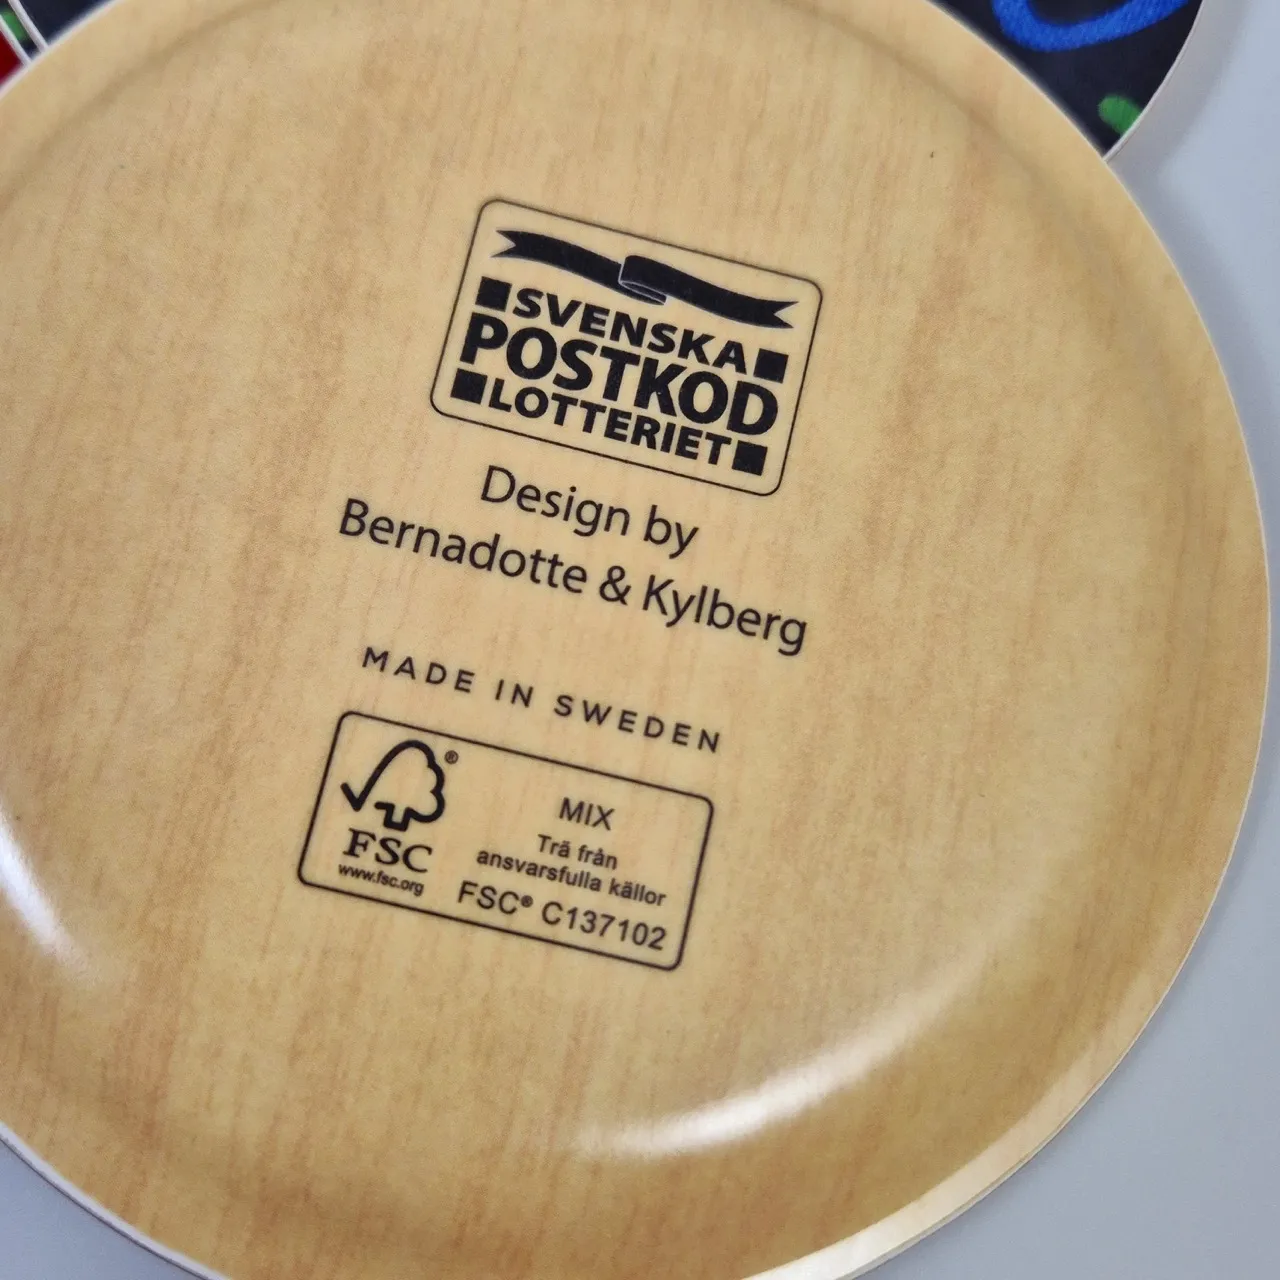 SVENSKA
POSTKOD
LOTTERIET
Design by
Bernadotte & Kylberg
MADE IN SWEDEN
®
FSC
www.fsc.org
MIX
Trä från
ansvarsfulla källor
FSC® C137102